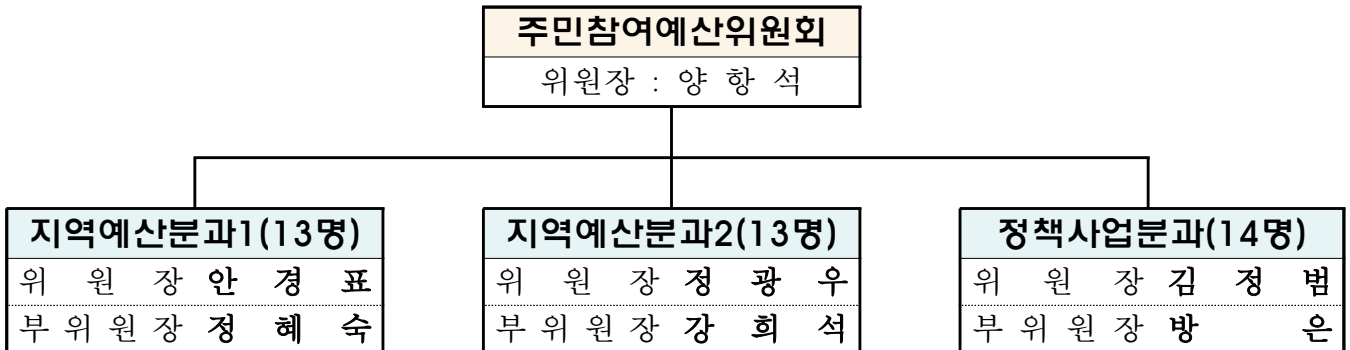 주민참여예산위원회
위원장 : 양 항 석
지역예산분과1(13명)
위 원 장 안 경 표
부 위 원 장 정 혜 숙
지역예산분과2(13명)
위 원 장 정 광 우
부 위 원 장 강 희 석
정책사업분과(14명)
위 원 장 김 정 범
부 위 원 장 방 은